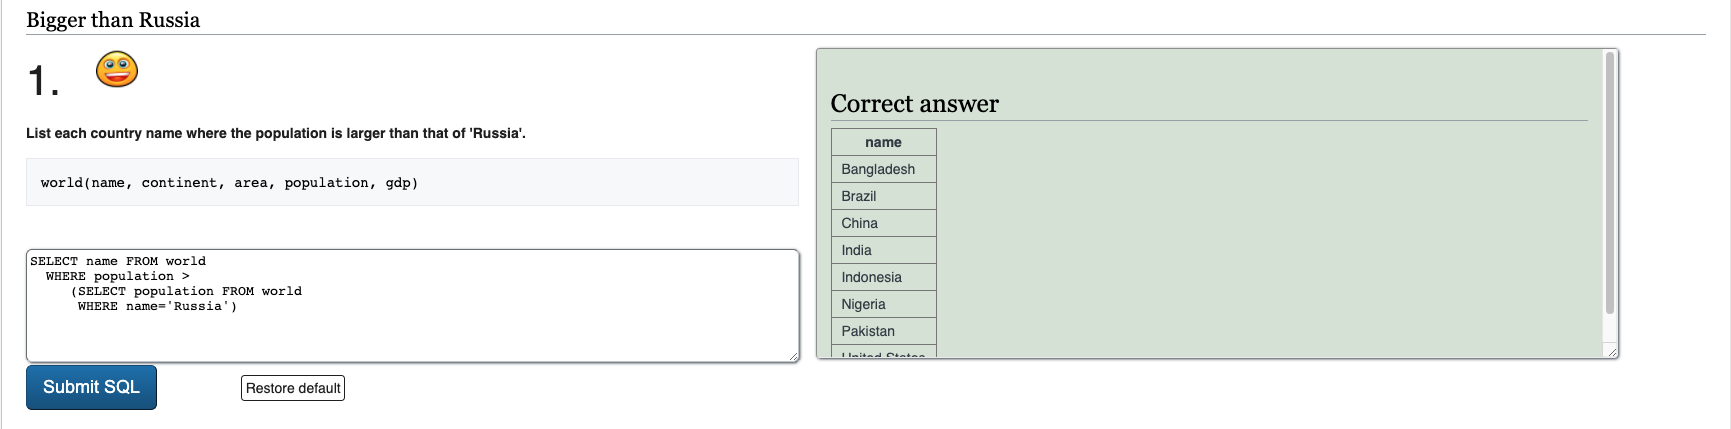 Bigger than Russia
1.
List each country name where the population is larger than that of 'Russia'.
world(name, continent, area, population, gdp)
SELECT name FROM world
WHERE population >
(SELECT population FROM world
WHERE name='Russia')
Submit SQL
Restore default
Correct answer
name
Bangladesh
Brazil
China
India
Indonesia
Nigeria
Pakistan
United States